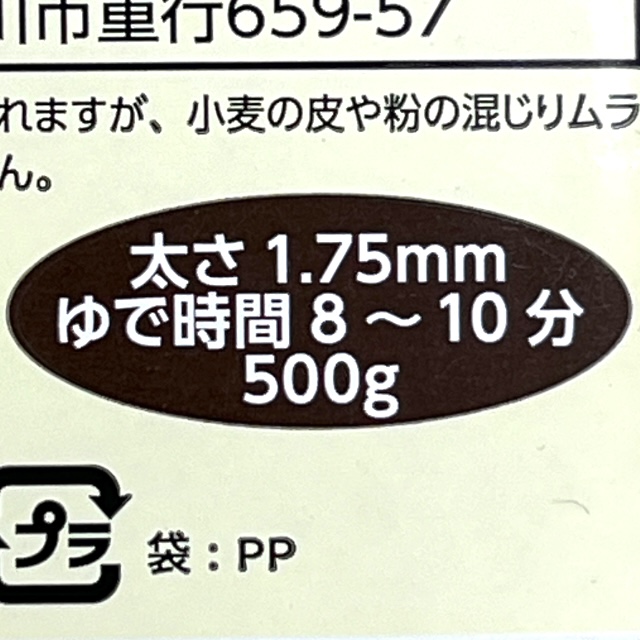 川市重行659-57
れますが、小麦の皮や粉の混じりムラ
ん。
太さ 1.75mm
ゆで時間 8 ～ 10 分
500g
プラ 袋：PP